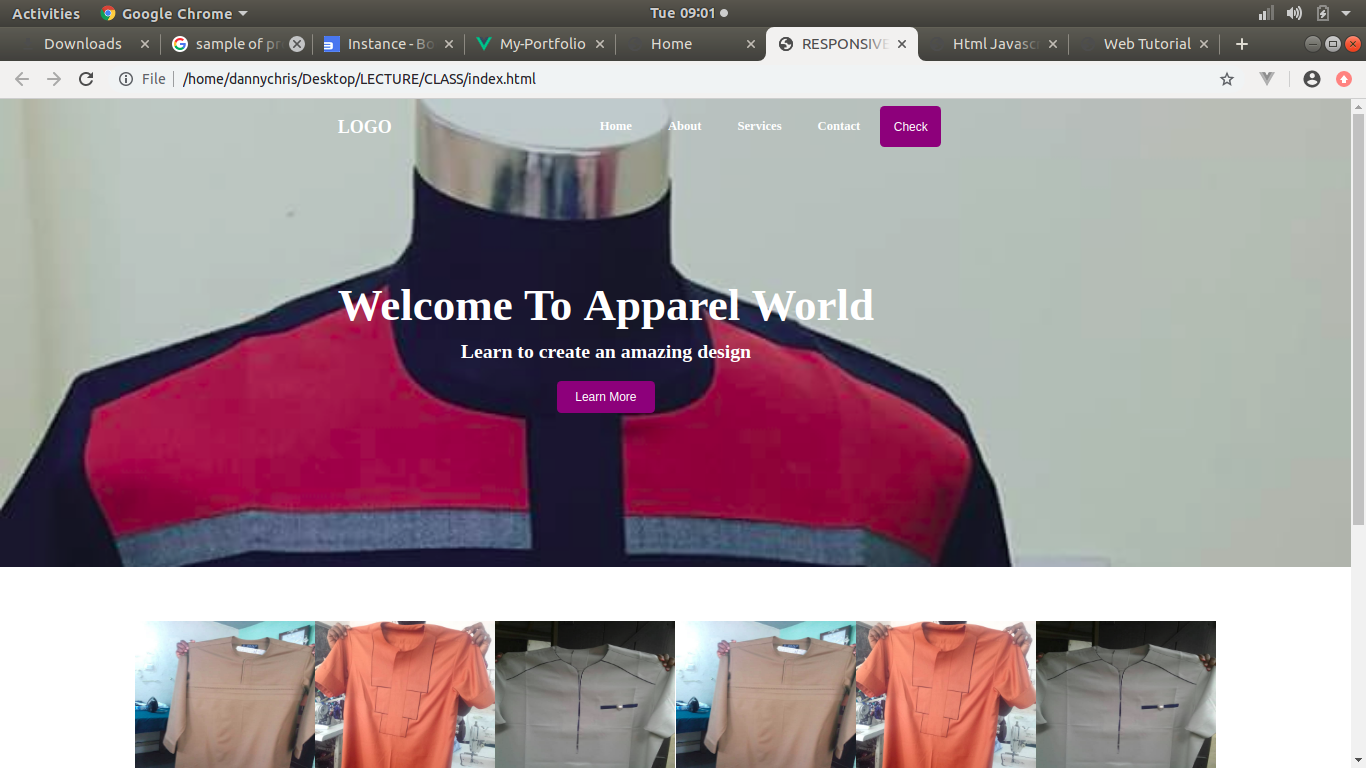 Activities Google Chrome Tue 09:01
Downloads sample of pr Instance - Bo My-Portfolio Home RESPONSIVE Html Javasc Web Tutorial
File /home/dannychris/Desktop/LECTURE/CLASS/index.html
LOGO Home About Services Contact Check
Welcome To Apparel World
Learn to create an amazing design
Learn More